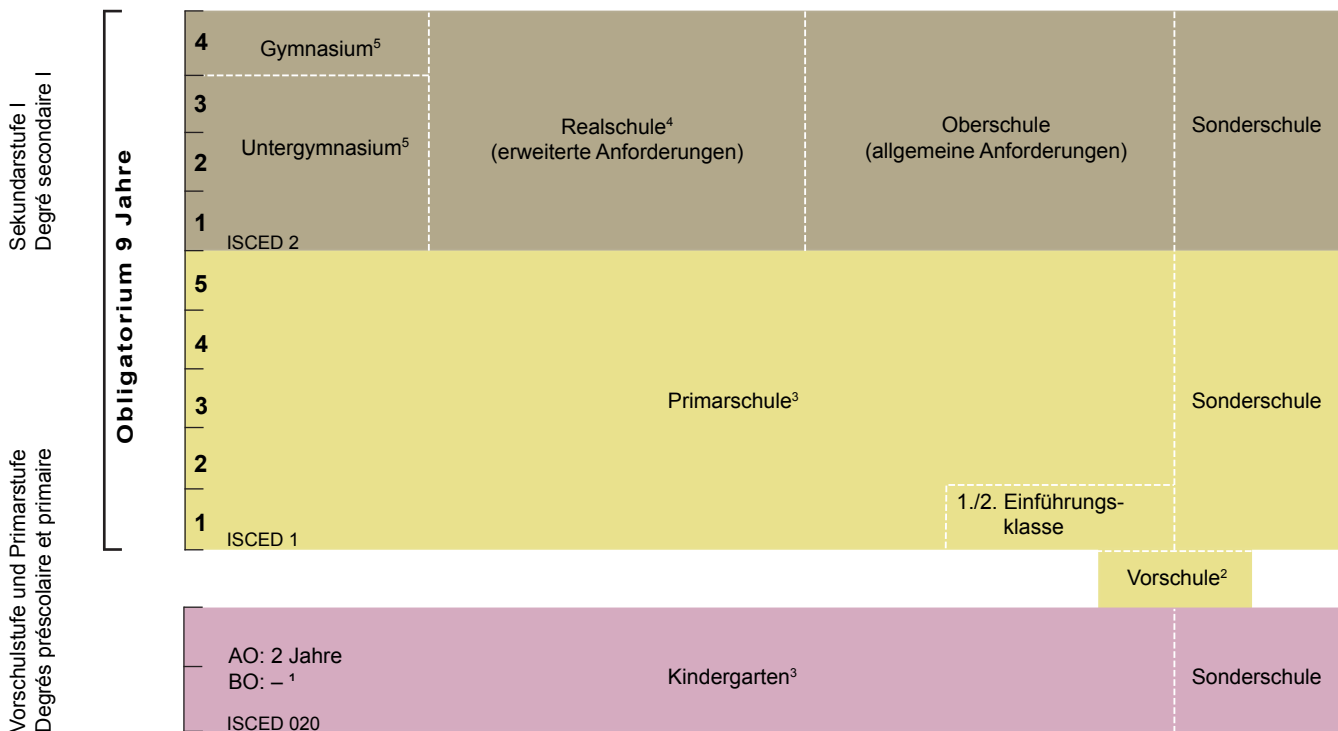 Sekundarstufe I
Degré secondaire I
Obligatorium 9 Jahre
4
Gymnasium⁵
3
2
1
Untergymnasium⁵
ISCED 2
Realschule⁴
(erweiterte Anforderungen)
Oberschule
(allgemeine Anforderungen)
Sonderschule
Vorschulstufe und Primarstufe
Degrés préscolaire et primaire
5
4
3
2
1
ISCED 1
Primarschule³
Sonderschule
1./2. Einführungs-
klasse
Vorschule²
AO: 2 Jahre
BO: – ¹
ISCED 020
Kindergarten³
Sonderschule